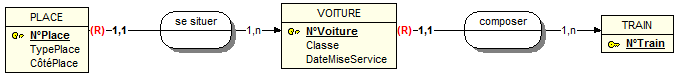 PLACE
N°Place
TypePlace
CôtéPlace
(R) 1,1
se situer
1,n
VOITURE
N°Voiture
Classe
DateMiseService
(R) 1,1
composer
1,n
TRAIN
N°Train